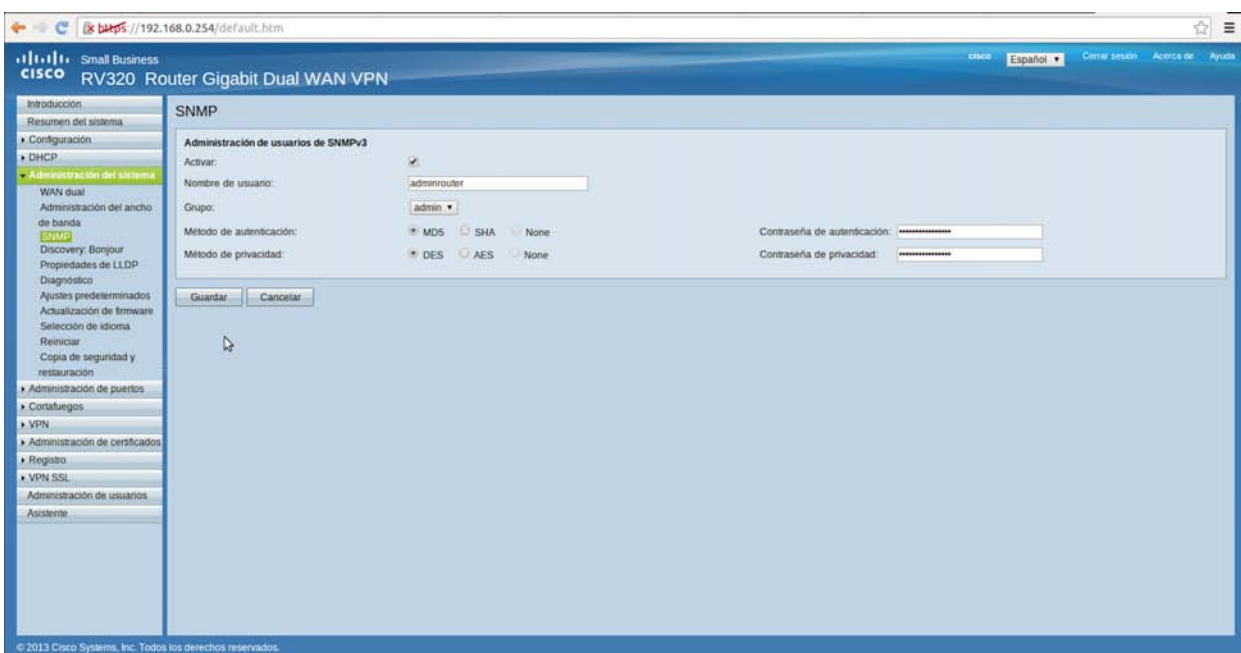 https://192.168.0.254/default.htm
Small Business
CISCO RV320 Router Gigabit Dual WAN VPN
cisco Español Cerrar sesión Acerca de Ayuda
Introducción
Resumen del sistema
Configuración
DHCP
Administración del sistema
WAN dual
Administración del ancho
de banda
SNMP
Discovery: Bonjour
Propiedades de LLDP
Diagnóstico
Ajustes predeterminados
Actualización de firmware
Selección de idioma
Reiniciar
Copia de seguridad y
restauración
Administración de puertos
Cortafuegos
VPN
Administración de certificados
Registro
VPN SSL
Administración de usuarios
Asistente
SNMP
Administración de usuarios de SNMPv3
Activar:
Nombre de usuario: adminrouter
Grupo: admin
Método de autenticación: MD5 SHA None Contraseña de autenticación: ••••••••••••••••
Método de privacidad: DES AES None Contraseña de privacidad: ••••••••••••••••
Guardar Cancelar
© 2013 Cisco Systems, Inc. Todos los derechos reservados.